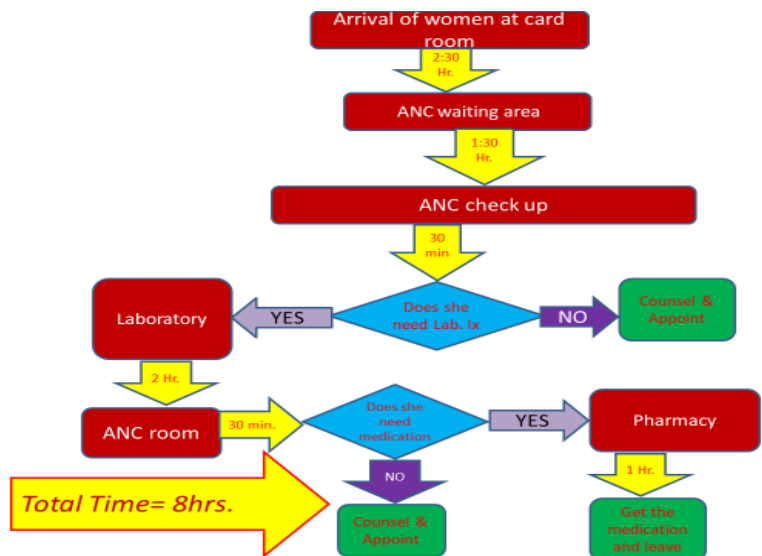 Arrival of women at card
room
2:30
Hr.
ANC waiting area
1:30
Hr.
ANC check up
30
min
Does she
need Lab. Ix
YES
Laboratory
NO
Counsel &
Appoint
2 Hr.
ANC room
30 min.
Does she
need
medication
YES
Pharmacy
NO
1 Hr.
Total Time= 8hrs.
Counsel &
Appoint
Get the
medication
and leave